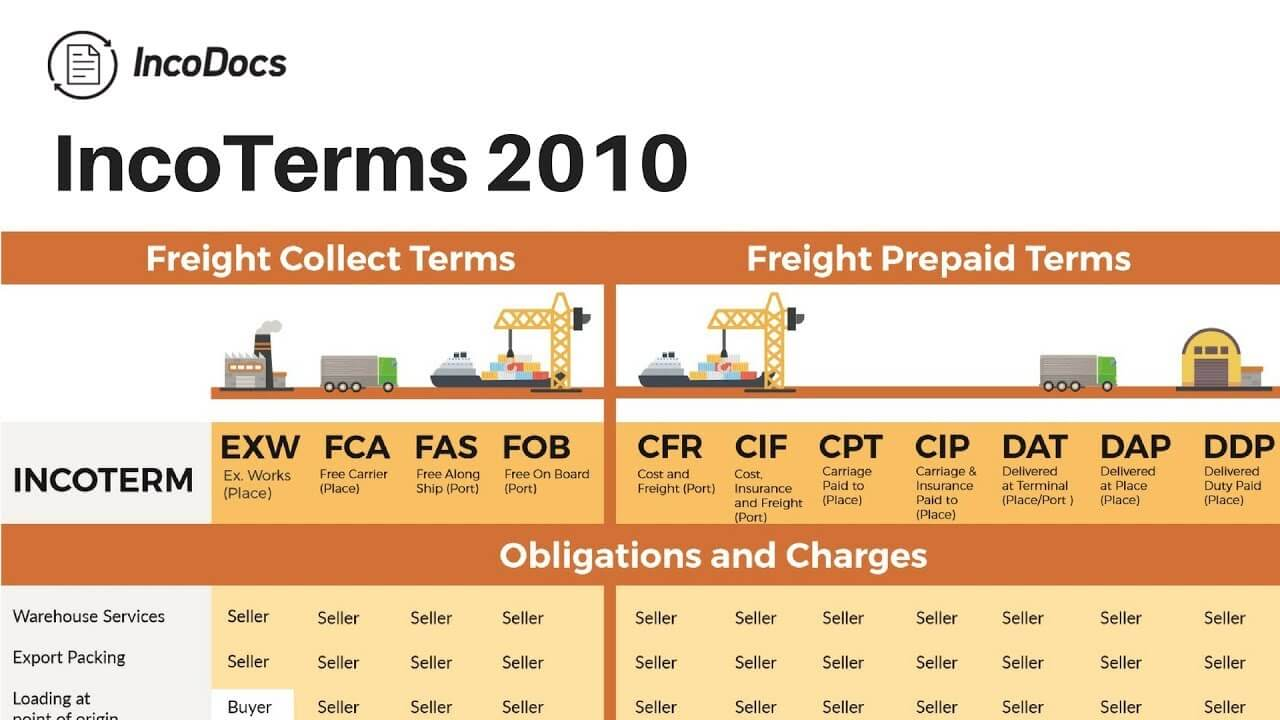 IncoDocs
IncoTerms 2010
Freight Collect Terms
Freight Prepaid Terms
INCOTERM
EXW
Ex. Works
(Place)
FCA
Free Carrier
(Place)
FAS
Free Along
Ship (Port)
FOB
Free On Board
(Port)
CFR
Cost and
Freight (Port)
CIF
Cost,
Insurance
and Freight
(Port)
CPT
Carriage
Paid to
(Place)
CIP
Carriage &
Insurance
Paid to
(Place)
DAT
Delivered
at Terminal
(Place/Port )
DAP
Delivered
at Place
(Place)
DDP
Delivered
Duty Paid
(Place)
Obligations and Charges
Warehouse Services Seller Seller Seller Seller Seller Seller Seller Seller Seller Seller Seller
Export Packing Seller Seller Seller Seller Seller Seller Seller Seller Seller Seller Seller
Loading at Buyer Seller Seller Seller Seller Seller Seller Seller Seller Seller Seller
point of origin